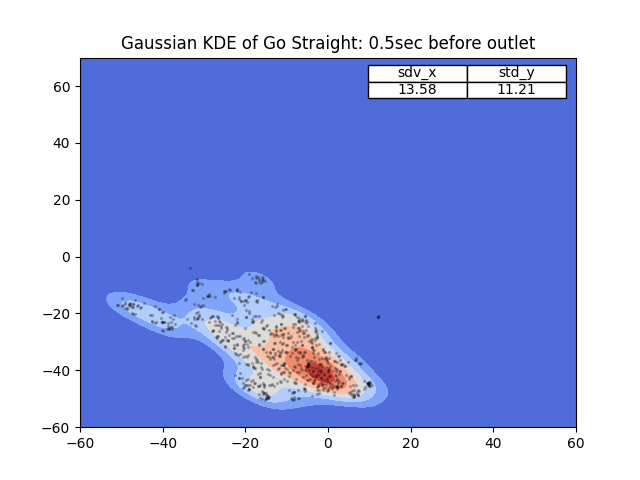 Gaussian KDE of Go Straight: 0.5sec before outlet
sdv_x std_y
13.58 11.21
60
40
20
0
−20
−40
−60
−60 −40 −20 0 20 40 60